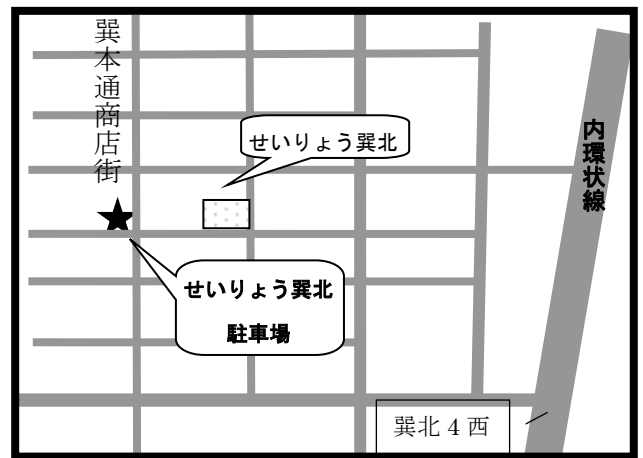 巽本通商店街
せいりょう巽北
内環状線
せいりょう巽北
駐車場
巽北４西